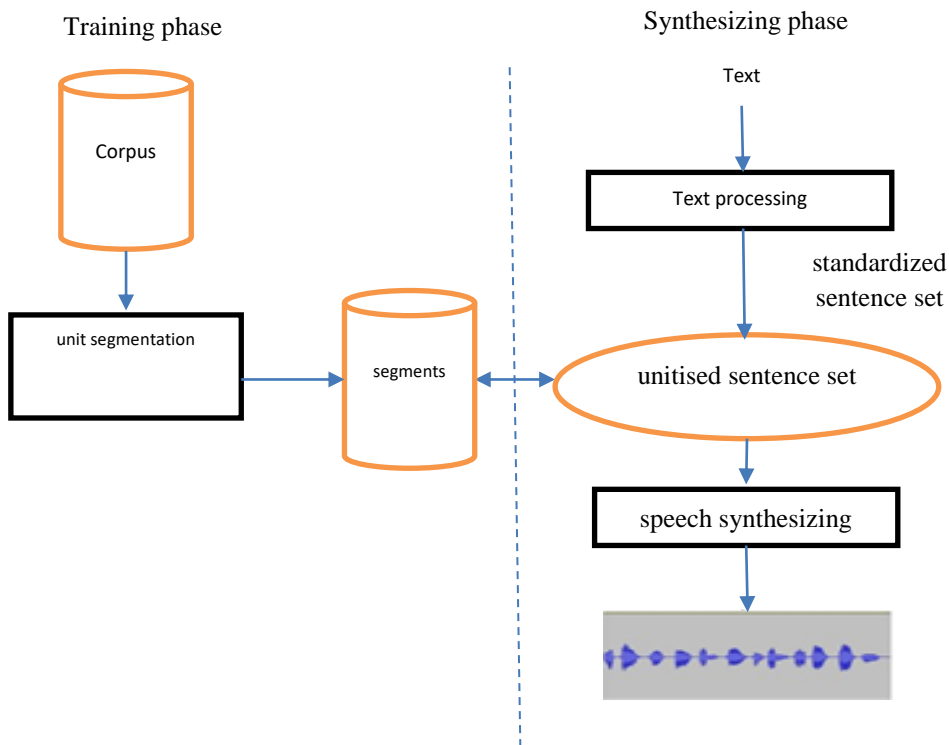 Training phase
Corpus
unit segmentation
segments
Synthesizing phase
Text
Text processing
standardized
sentence set
unitised sentence set
speech synthesizing